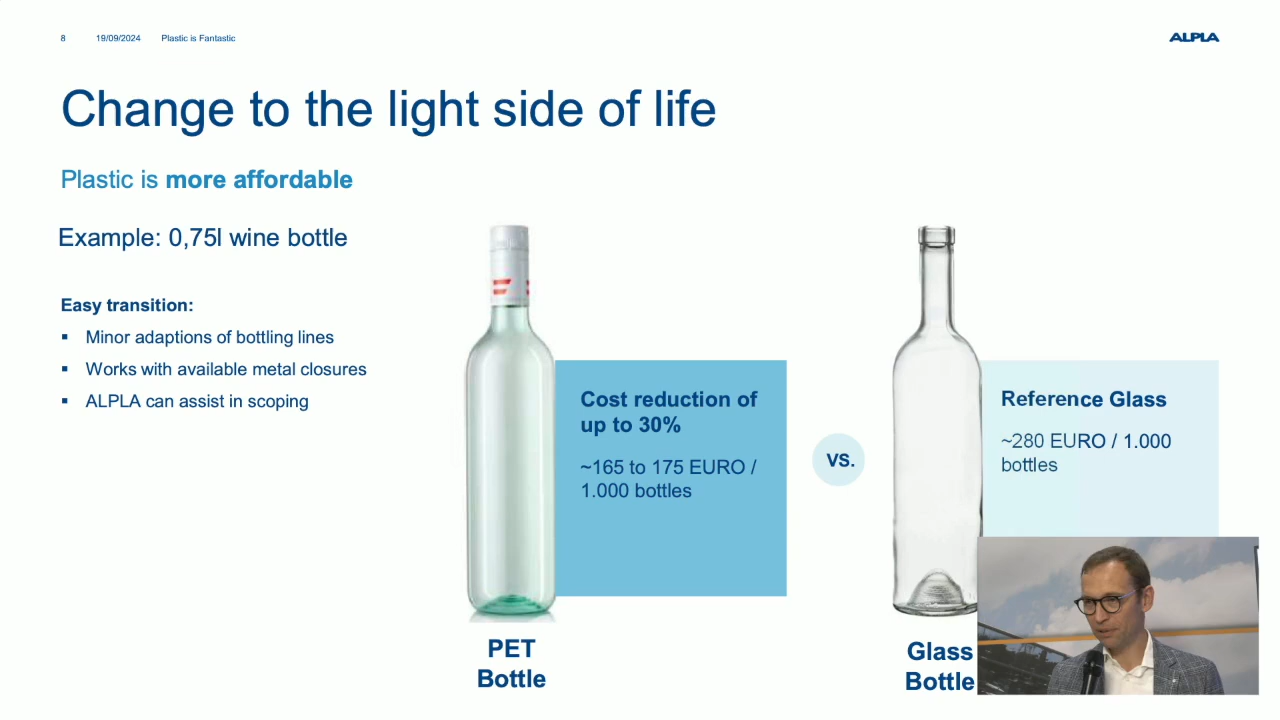 8 19/09/2024 Plastic is Fantastic
ALPLA
Change to the light side of life
Plastic is more affordable
Example: 0,75l wine bottle
Easy transition:
▪ Minor adaptions of bottling lines
▪ Works with available metal closures
▪ ALPLA can assist in scoping
Cost reduction of
up to 30%
~165 to 175 EURO /
1.000 bottles
PET
Bottle
VS.
Reference Glass
~280 EURO / 1.000
bottles
Glass
Bottle